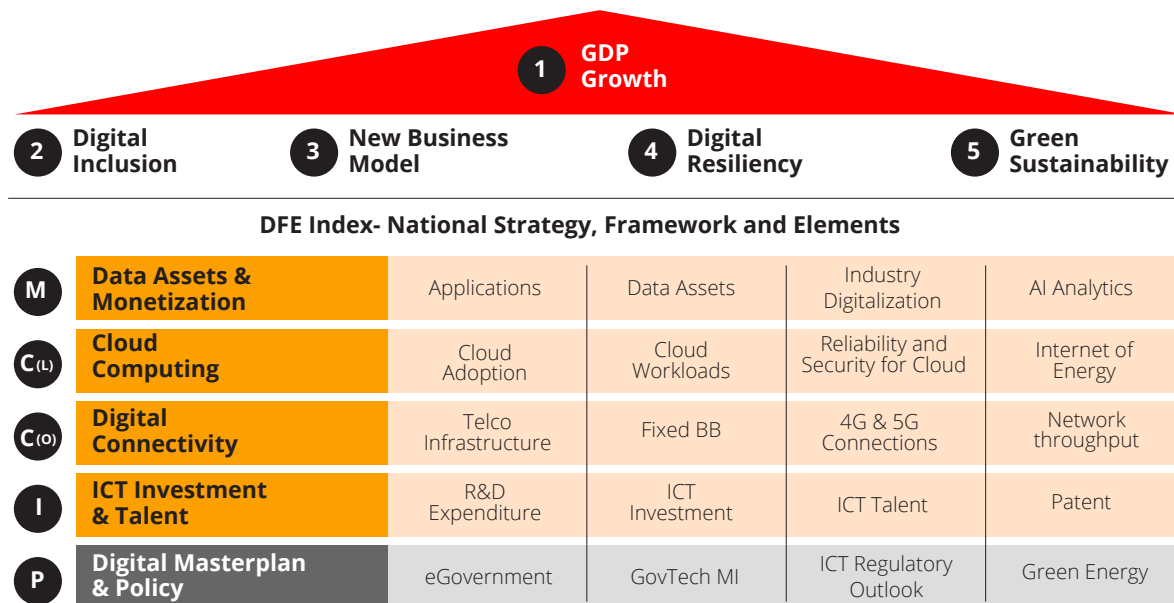 1
GDP
Growth
2
Digital
Inclusion
3
New Business
Model
4
Digital
Resiliency
5
Green
Sustainability
DFE Index- National Strategy, Framework and Elements
M
Data Assets &
Monetization
Applications
Data Assets
Industry
Digitalization
AI Analytics
C(L)
Cloud
Computing
Cloud
Adoption
Cloud
Workloads
Reliability and
Security for Cloud
Internet of
Energy
C(O)
Digital
Connectivity
Telco
Infrastructure
Fixed BB
4G & 5G
Connections
Network
throughput
I
ICT Investment
& Talent
R&D
Expenditure
ICT
Investment
ICT Talent
Patent
P
Digital Masterplan
& Policy
eGovernment
GovTech MI
ICT Regulatory
Outlook
Green Energy